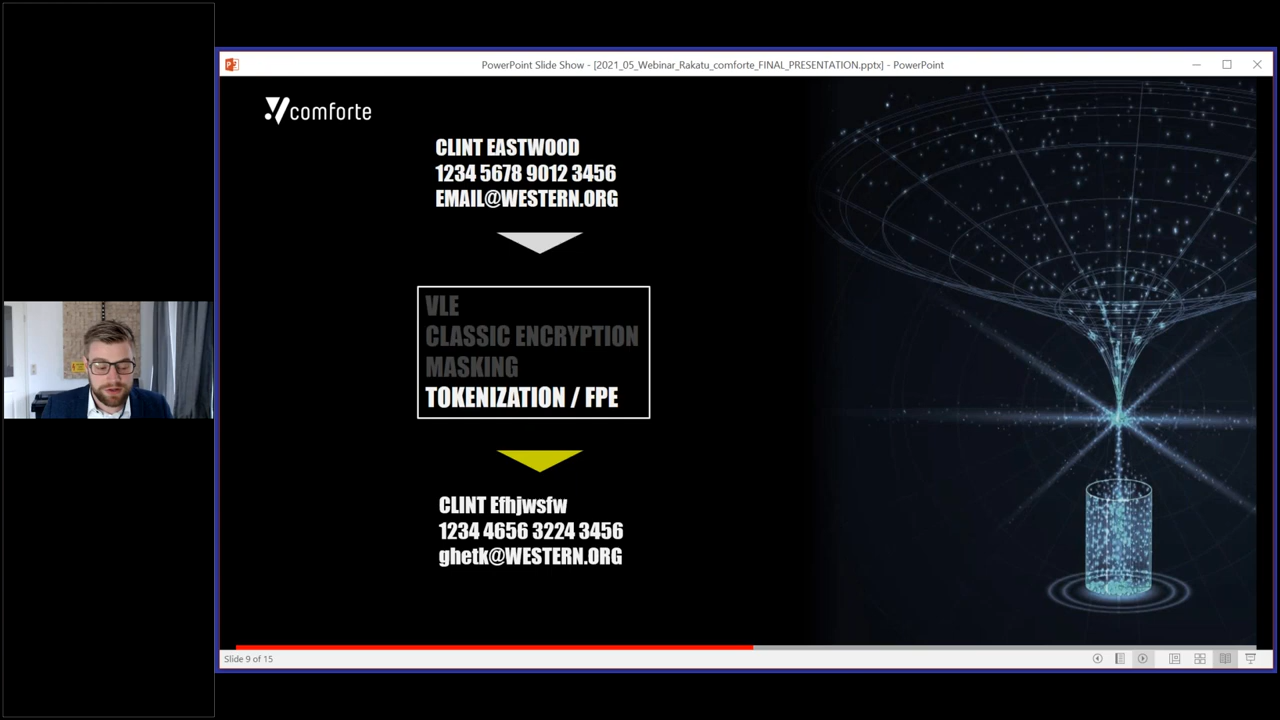 PowerPoint Slide Show - [2021_05_Webinar_Rakatu_comforte_FINAL_PRESENTATION.pptx] - PowerPoint
comforte
CLINT EASTWOOD
1234 5678 9012 3456
EMAIL@WESTERN.ORG
VLE
CLASSIC ENCRYPTION
MASKING
TOKENIZATION / FPE
CLINT Efhjwsfw
1234 4656 3224 3456
ghetk@WESTERN.ORG
Slide 9 of 15